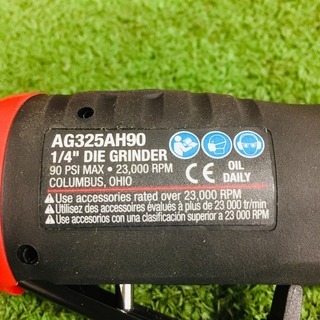 AG325AH90
1/4" DIE GRINDER
90 PSI MAX • 23,000 RPM
COLUMBUS, OHIO
CE OIL DAILY
Use accessories rated over 23,000 RPM
Utilisez des accessoires évalués à plus de 23 000 tr/min
Use accesorios con una clasificación superior a 23 000 RPM